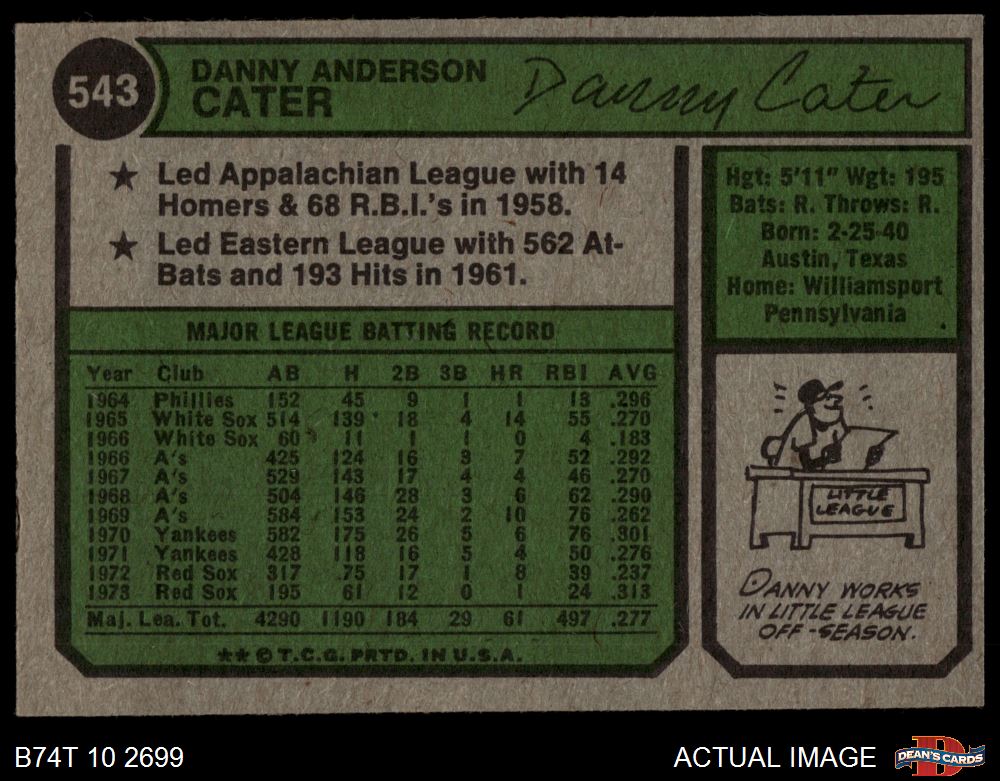 543
DANNY ANDERSON
CATER
Danny Cater
★ Led Appalachian League with 14
Homers & 68 R.B.I.'s in 1958.
★ Led Eastern League with 562 At-
Bats and 193 Hits in 1961.
MAJOR LEAGUE BATTING RECORD
Year Club AB H 2B 3B HR RBI AVG
1964 Phillies 152 45 9 1 1 13 .296
1965 White Sox 514 139 18 4 14 55 .270
1966 White Sox 60 11 1 1 0 4 .183
1966 A's 425 124 16 3 7 52 .292
1967 A's 529 143 17 4 4 46 .270
1968 A's 504 146 28 3 6 62 .290
1969 A's 584 153 24 2 10 76 .262
1970 Yankees 582 175 26 5 6 76 .301
1971 Yankees 428 118 16 5 4 50 .276
1972 Red Sox 317 75 17 1 8 39 .237
1973 Red Sox 195 61 12 0 1 24 .313
Maj. Lea. Tot. 4290 1190 184 29 61 497 .277
★★ © T.C.G. PRTD. IN U.S.A.
Hgt: 5'11" Wgt: 195
Bats: R. Throws: R.
Born: 2-25-40
Austin, Texas
Home: Williamsport
Pennsylvania
LITTLE
LEAGUE
DANNY WORKS
IN LITTLE LEAGUE
OFF-SEASON.
B74T 10 2699
ACTUAL IMAGE
D
DEAN'S CARDS